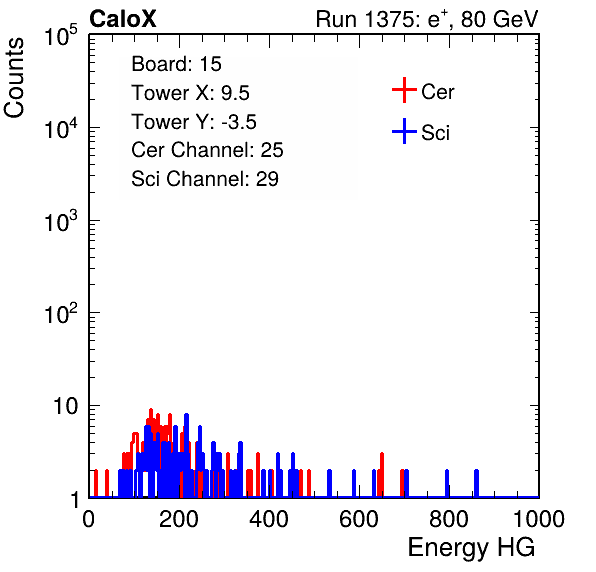 CaloX Run 1375: e⁺, 80 GeV
Counts
10⁵
10⁴
10³
10²
10
1
Board: 15
Tower X: 9.5
Tower Y: -3.5
Cer Channel: 25
Sci Channel: 29
Cer
Sci
0 200 400 600 800 1000
Energy HG